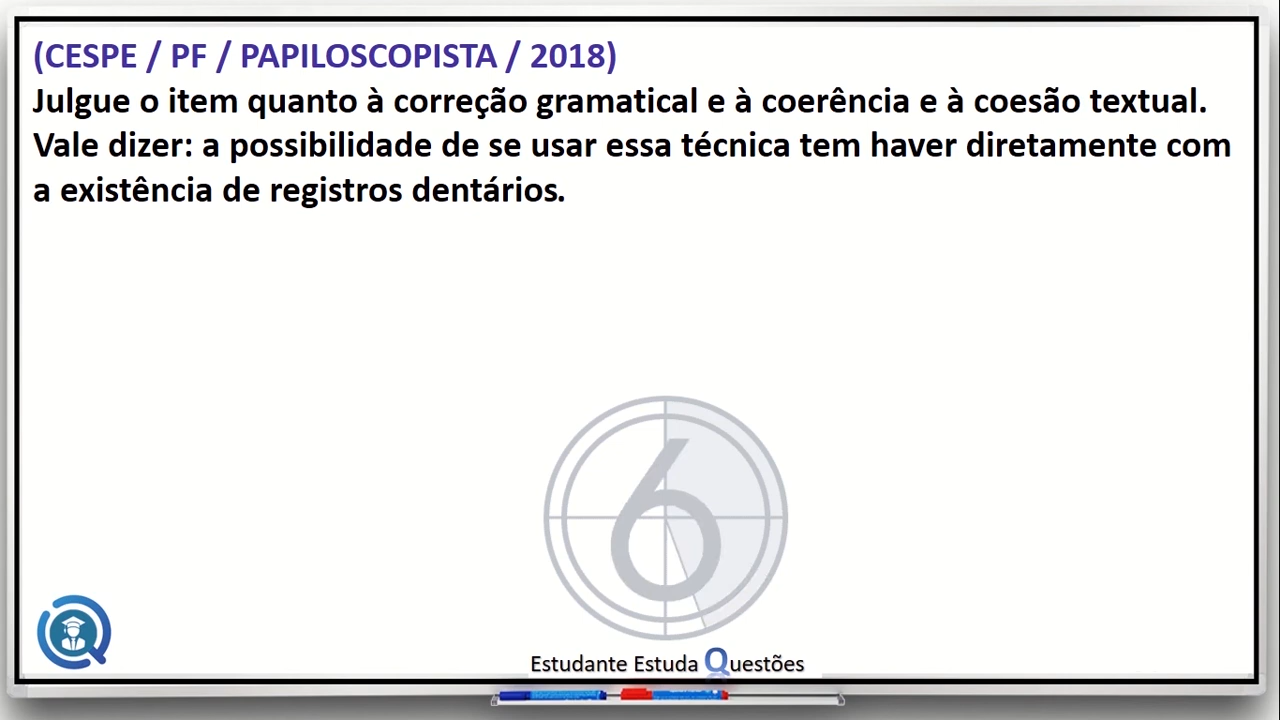 (CESPE / PF / PAPILOSCOPISTA / 2018)
Julgue o item quanto à correção gramatical e à coerência e à coesão textual.
Vale dizer: a possibilidade de se usar essa técnica tem haver diretamente com
a existência de registros dentários.
6
Estudante Estuda Questões